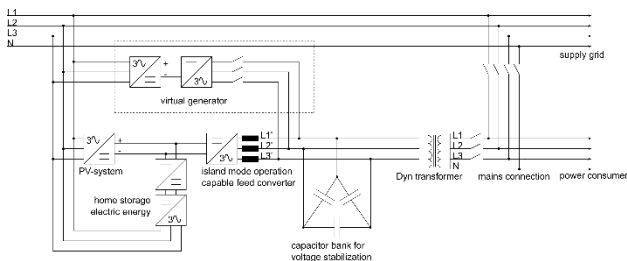 L1
L2
L3
N
supply grid
3
+
-
3
virtual generator
3
+
-
PV-system
3
L1'
L2'
L3'
island mode operation
capable feed converter
home storage
electric energy
3
capacitor bank for
voltage stabilization
Dyn transformer
L1
L2
L3
N
mains connection
power consumer